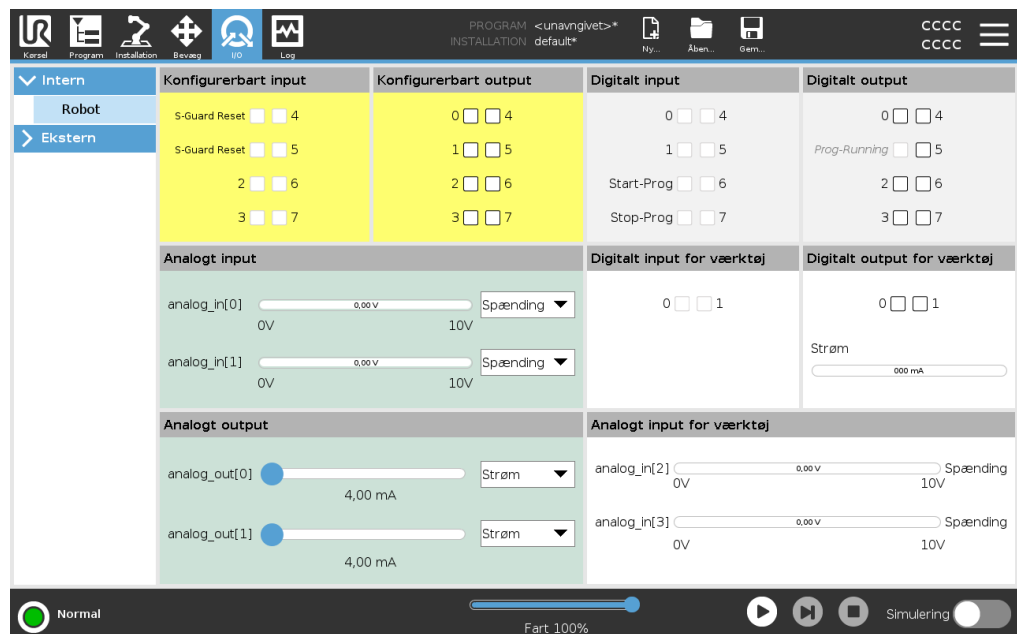 PROGRAM <unavngivet>*
INSTALLATION default*
CCCC
CCCC
Kørsel Program Installation Bevæg I/O Log Ny... Åben... Gem...
Intern
Robot
Ekstern
Konfigurerbart input
S-Guard Reset 4
S-Guard Reset 5
2 6
3 7
Konfigurerbart output
0 4
1 5
2 6
3 7
Digitalt input
0 4
1 5
Start-Prog 6
Stop-Prog 7
Digitalt output
0 4
Prog-Running 5
2 6
3 7
Analogt input
analog_in[0] 0,00 V Spænding
0V 10V
analog_in[1] 0,00 V Spænding
0V 10V
Digitalt input for værktøj
0 1
Digitalt output for værktøj
0 1
Strøm
000 mA
Analogt output
analog_out[0] Strøm
4,00 mA
analog_out[1] Strøm
4,00 mA
Analogt input for værktøj
analog_in[2] 0,00 V Spænding
0V 10V
analog_in[3] 0,00 V Spænding
0V 10V
Normal
Fart 100%
Simulering